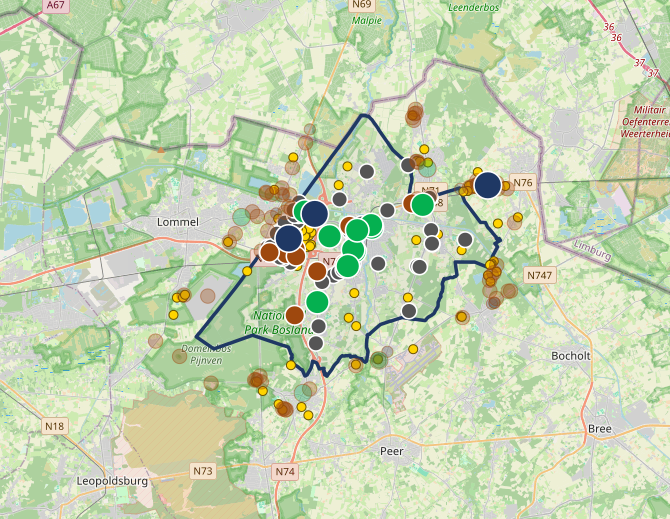 A67
N69
Malpie
Leenderbos
36
36
37
37
Militair
Oefenterre
Weerterhei
N71
N76
Lommel
Limburg
N7
N747
Nation
Park Bosland
Domeinbos
Pijnven
Bocholt
N18
Bree
Peer
N73
N74
Leopoldsburg